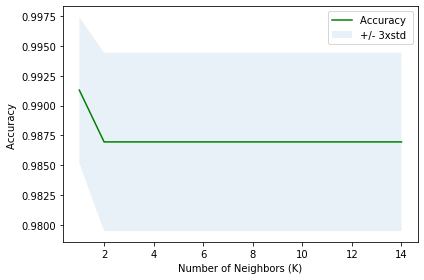 0.9975
0.9950
0.9925
0.9900
0.9875
0.9850
0.9825
0.9800
Accuracy
Accuracy
+/- 3xstd
2 4 6 8 10 12 14
Number of Neighbors (K)